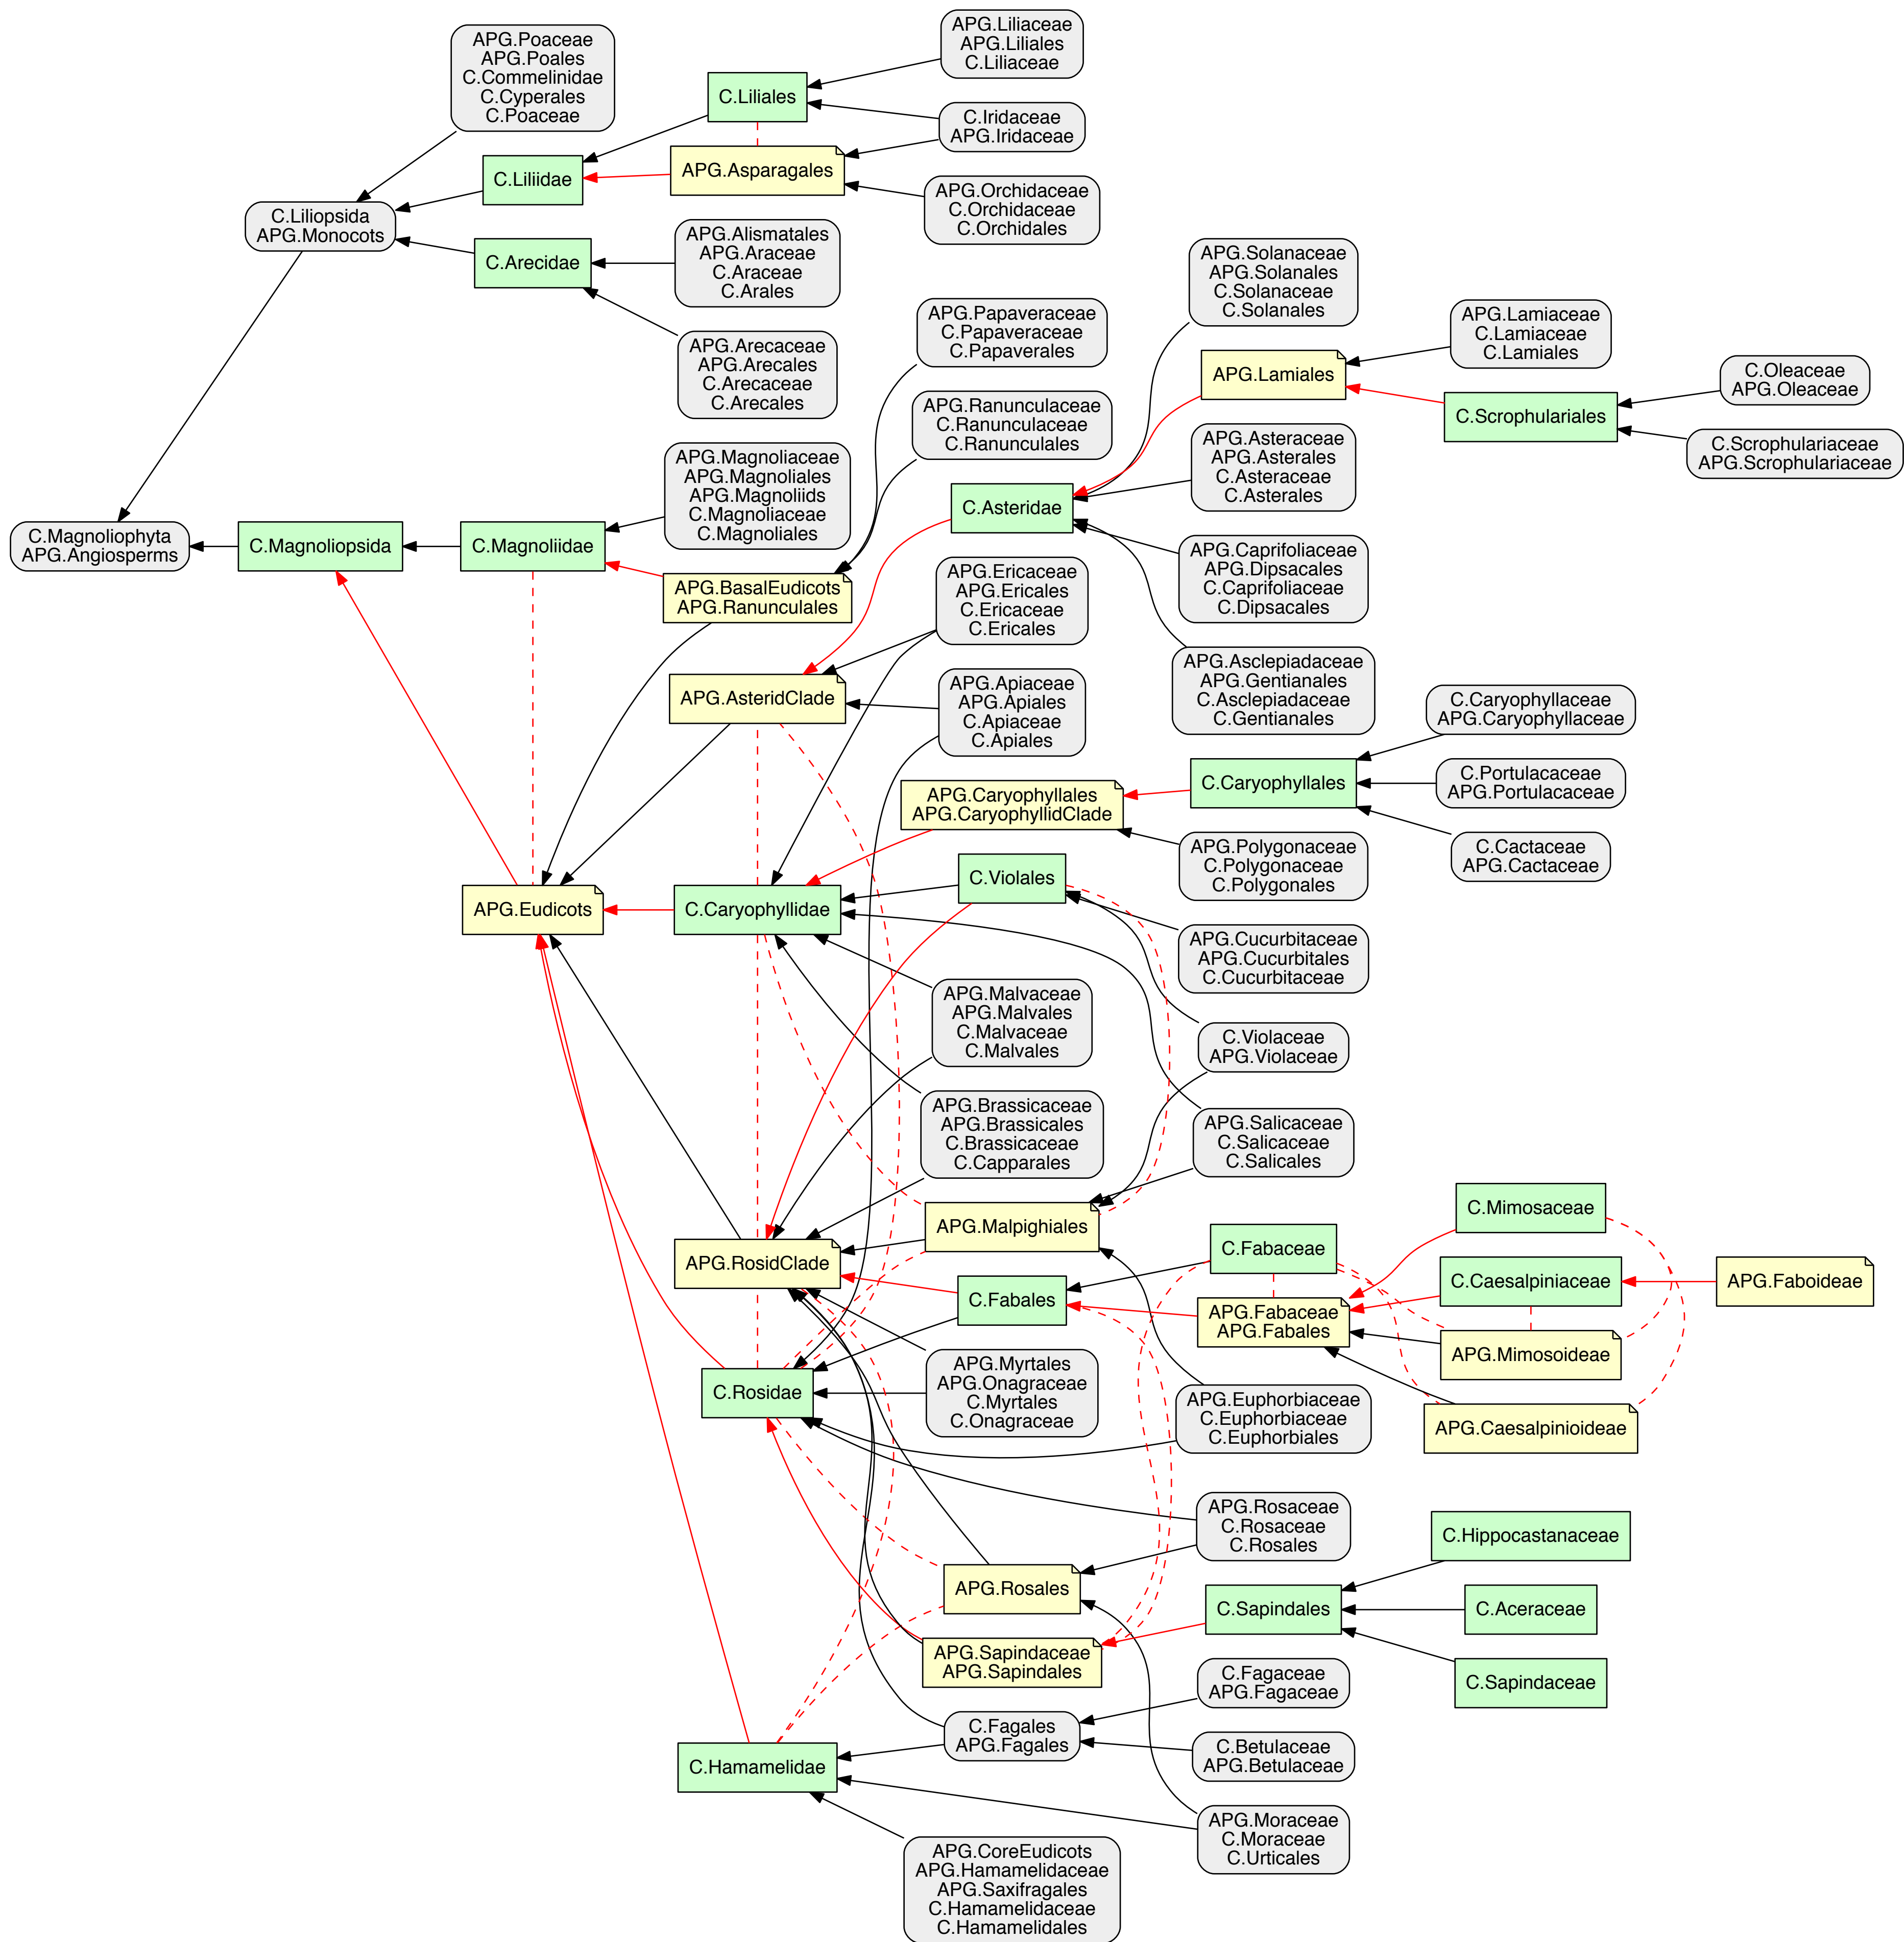 APG.Poaceae
APG.Poales
C.Commelinidae
C.Cyperales
C.Poaceae
APG.Liliaceae
APG.Liliales
C.Liliaceae
C.Liliales
C.Iridaceae
APG.Iridaceae
APG.Asparagales
C.Liliidae
APG.Orchidaceae
C.Orchidaceae
C.Orchidales
C.Liliopsida
APG.Monocots
C.Arecidae
APG.Alismatales
APG.Araceae
C.Araceae
C.Arales
APG.Arecaceae
APG.Arecales
C.Arecaceae
C.Arecales
APG.Solanaceae
APG.Solanales
C.Solanaceae
C.Solanales
APG.Papaveraceae
C.Papaveraceae
C.Papaverales
APG.Lamiaceae
C.Lamiaceae
C.Lamiales
APG.Lamiales
C.Oleaceae
APG.Oleaceae
C.Scrophulariales
C.Scrophulariaceae
APG.Scrophulariaceae
APG.Ranunculaceae
C.Ranunculaceae
C.Ranunculales
APG.Asteraceae
APG.Asterales
C.Asteraceae
C.Asterales
APG.Magnoliaceae
APG.Magnoliales
APG.Magnoliids
C.Magnoliaceae
C.Magnoliales
C.Asteridae
C.Magnoliophyta
APG.Angiosperms
C.Magnoliopsida
C.Magnoliidae
APG.BasalEudicots
APG.Ranunculales
APG.Ericaceae
APG.Ericales
C.Ericaceae
C.Ericales
APG.Caprifoliaceae
APG.Dipsacales
C.Caprifoliaceae
C.Dipsacales
APG.AsteridClade
APG.Apiaceae
APG.Apiales
C.Apiaceae
C.Apiales
APG.Asclepiadaceae
APG.Gentianales
C.Asclepiadaceae
C.Gentianales
C.Caryophyllaceae
APG.Caryophyllaceae
C.Caryophyllales
C.Portulacaceae
APG.Portulacaceae
APG.Caryophyllales
APG.CaryophyllidClade
C.Cactaceae
APG.Cactaceae
APG.Polygonaceae
C.Polygonaceae
C.Polygonales
C.Violales
APG.Eudicots
C.Caryophyllidae
APG.Cucurbitaceae
APG.Cucurbitales
C.Cucurbitaceae
APG.Malvaceae
APG.Malvales
C.Malvaceae
C.Malvales
C.Violaceae
APG.Violaceae
APG.Brassicaceae
APG.Brassicales
C.Brassicaceae
C.Capparales
APG.Salicaceae
C.Salicaceae
C.Salicales
APG.Malpighiales
C.Mimosaceae
APG.RosidClade
C.Fabaceae
C.Caesalpiniaceae
APG.Faboideae
C.Fabales
APG.Fabaceae
APG.Fabales
APG.Mimosoideae
C.Rosidae
APG.Myrtales
APG.Onagraceae
C.Myrtales
C.Onagraceae
APG.Euphorbiaceae
C.Euphorbiaceae
C.Euphorbiales
APG.Caesalpinioideae
APG.Rosaceae
C.Rosaceae
C.Rosales
C.Hippocastanaceae
APG.Rosales
C.Sapindales
C.Aceraceae
APG.Sapindaceae
APG.Sapindales
C.Sapindaceae
C.Fagaceae
APG.Fagaceae
C.Fagales
APG.Fagales
C.Betulaceae
APG.Betulaceae
C.Hamamelidae
APG.Moraceae
C.Moraceae
C.Urticales
APG.CoreEudicots
APG.Hamamelidaceae
APG.Saxifragales
C.Hamamelidaceae
C.Hamamelidales